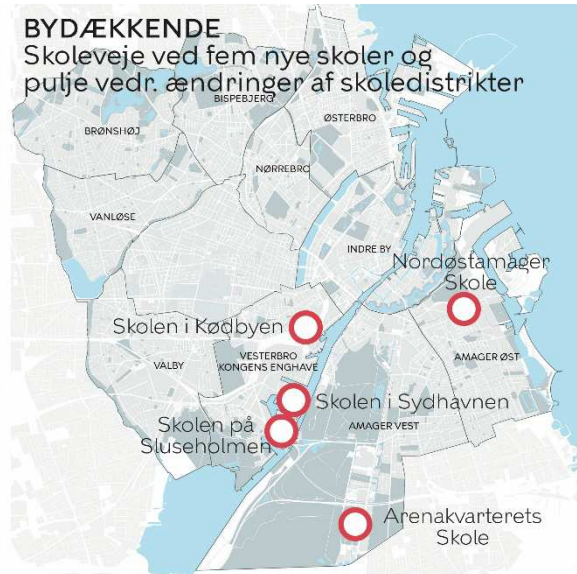 BYDÆKKENDE
Skoleveje ved fem nye skoler og
pulje vedr. ændringer af skoledistrikter
BISPEBJERG
ØSTERBRO
BRØNSHØJ
NØRREBRO
VANLØSE
INDRE BY
Nordøstamager
Skole
Skolen i Kødbyen
VESTERBRO
KONGENS ENGHAVE
VALBY
AMAGER ØST
Skolen i Sydhavnen
Skolen på
Sluseholmen
AMAGER VEST
Arenakvarterets
Skole